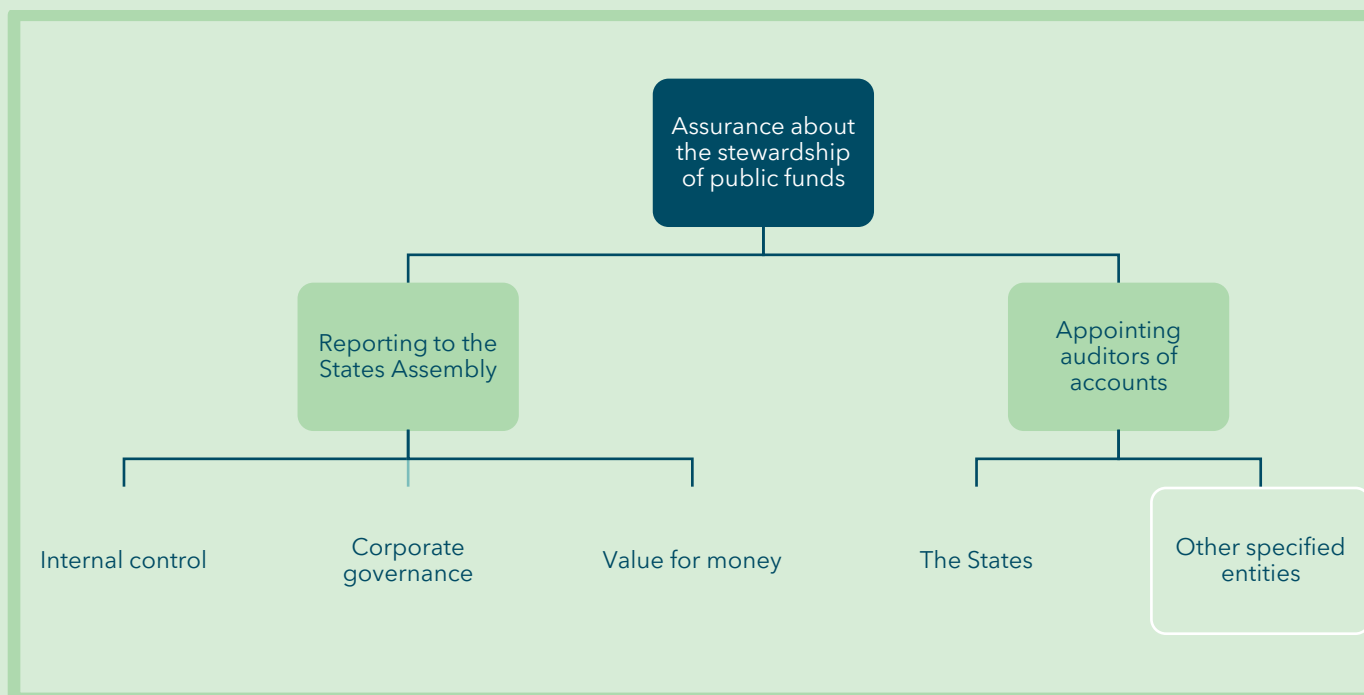 Assurance about
the stewardship
of public funds
Reporting to the
States Assembly
Appointing
auditors of
accounts
Internal control
Corporate
governance
Value for money
The States
Other specified
entities